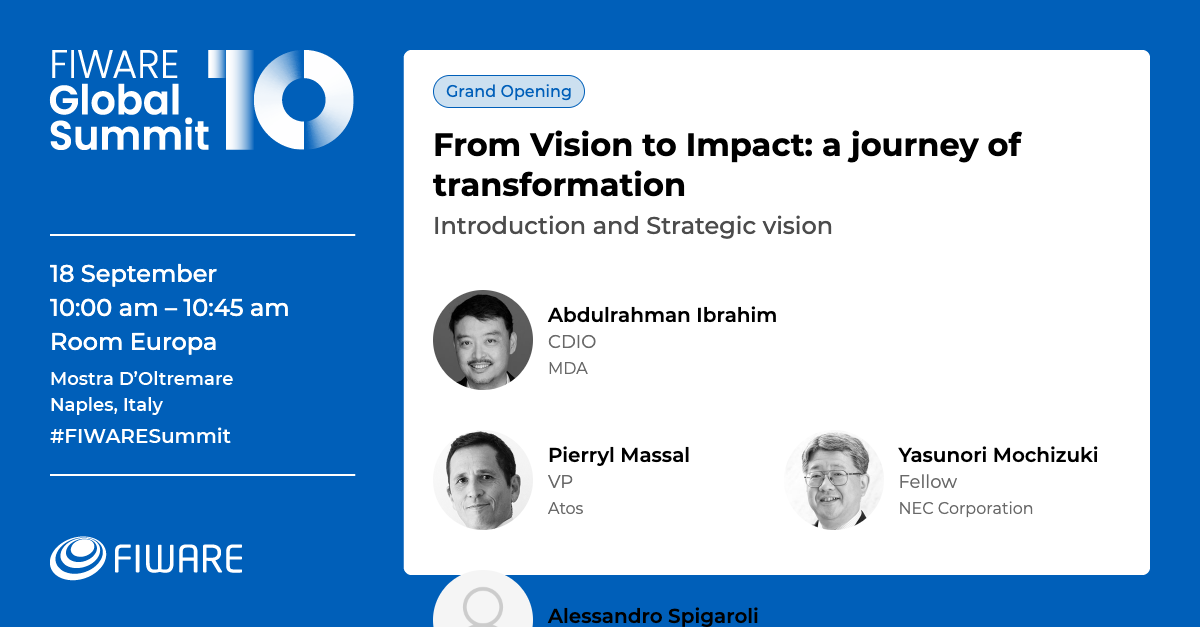 FIWARE
Global
Summit
10
18 September
10:00 am – 10:45 am
Room Europa
Mostra D’Oltremare
Naples, Italy
#FIWARESummit
FIWARE
Grand Opening
From Vision to Impact: a journey of
transformation
Introduction and Strategic vision
Abdulrahman Ibrahim
CDIO
MDA
Pierryl Massal
VP
Atos
Yasunori Mochizuki
Fellow
NEC Corporation
Alessandro Spigaroli